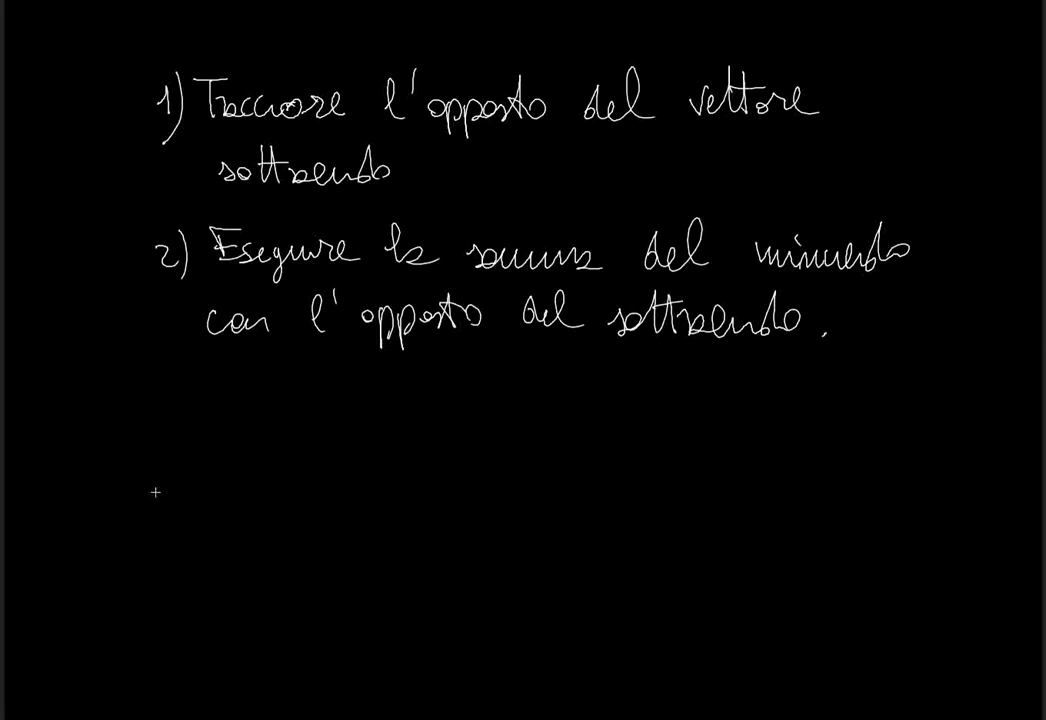 1) Tracciare l'opposto del vettore
sottraendo
2) Eseguire la somma del minuendo
con l'opposto del sottraendo.